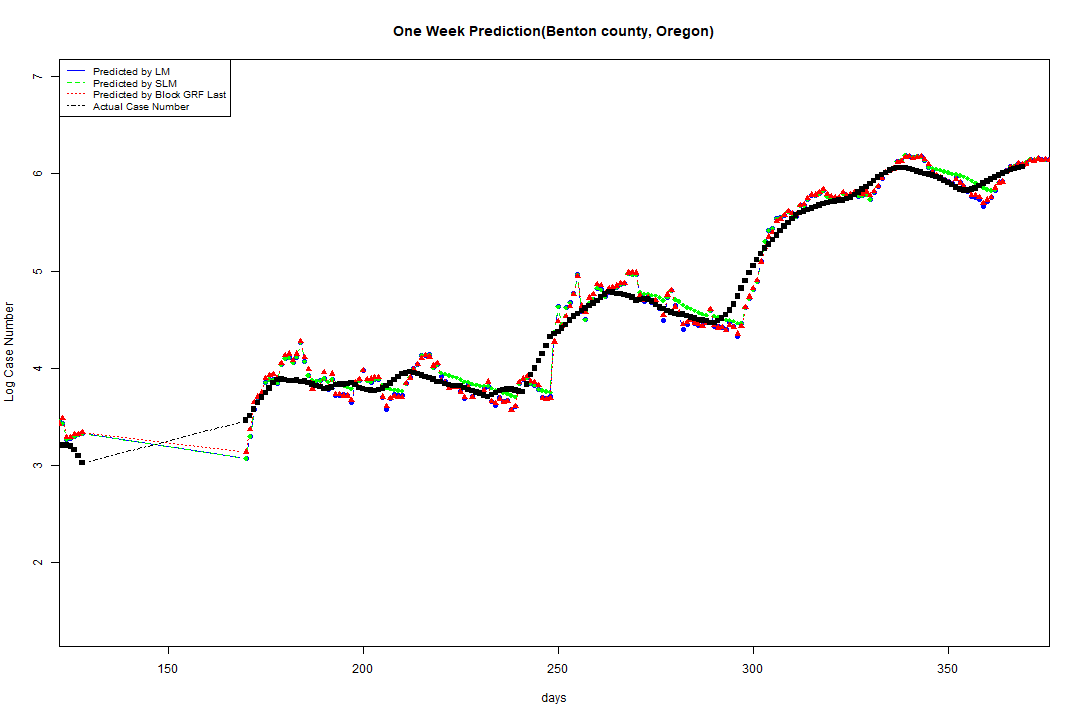 One Week Prediction(Benton county, Oregon)
Predicted by LM
Predicted by SLM
Predicted by Block GRF Last
Actual Case Number
7
6
5
4
3
2
Log Case Number
150 200 250 300 350
days